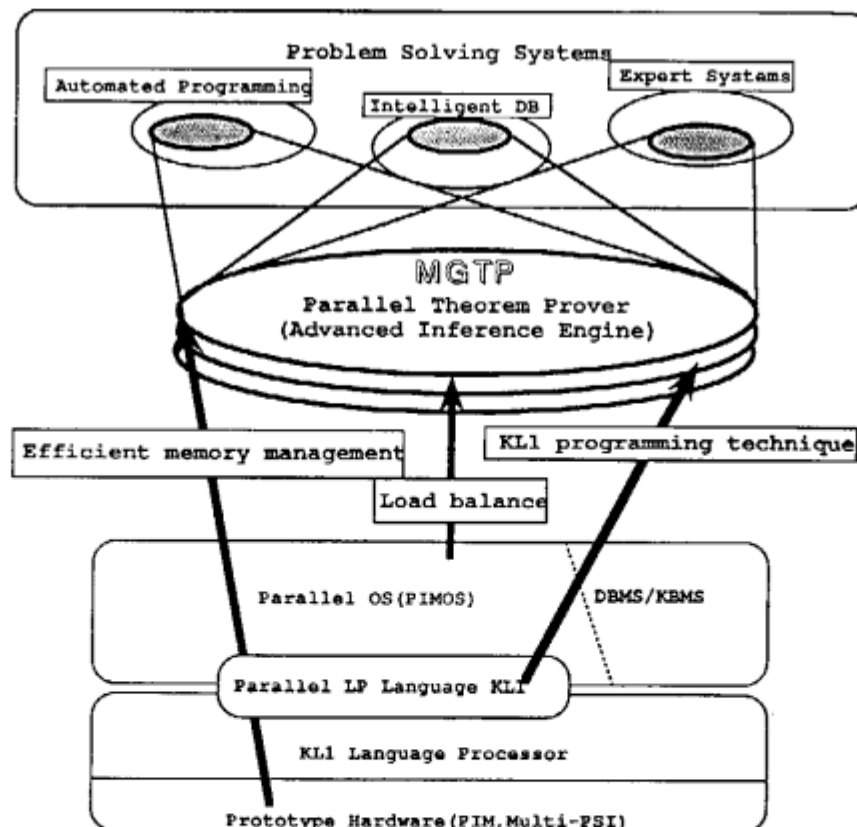 Problem Solving Systems
Automated Programming
Intelligent DB
Expert Systems
MGTP
Parallel Theorem Prover
(Advanced Inference Engine)
Efficient memory management
Load balance
KL1 programming technique
Parallel OS(PIMOS)
DBMS/KBMS
Parallel LP Language KL1
KL1 Language Processor
Prototype Hardware(PIM,Multi-PSI)